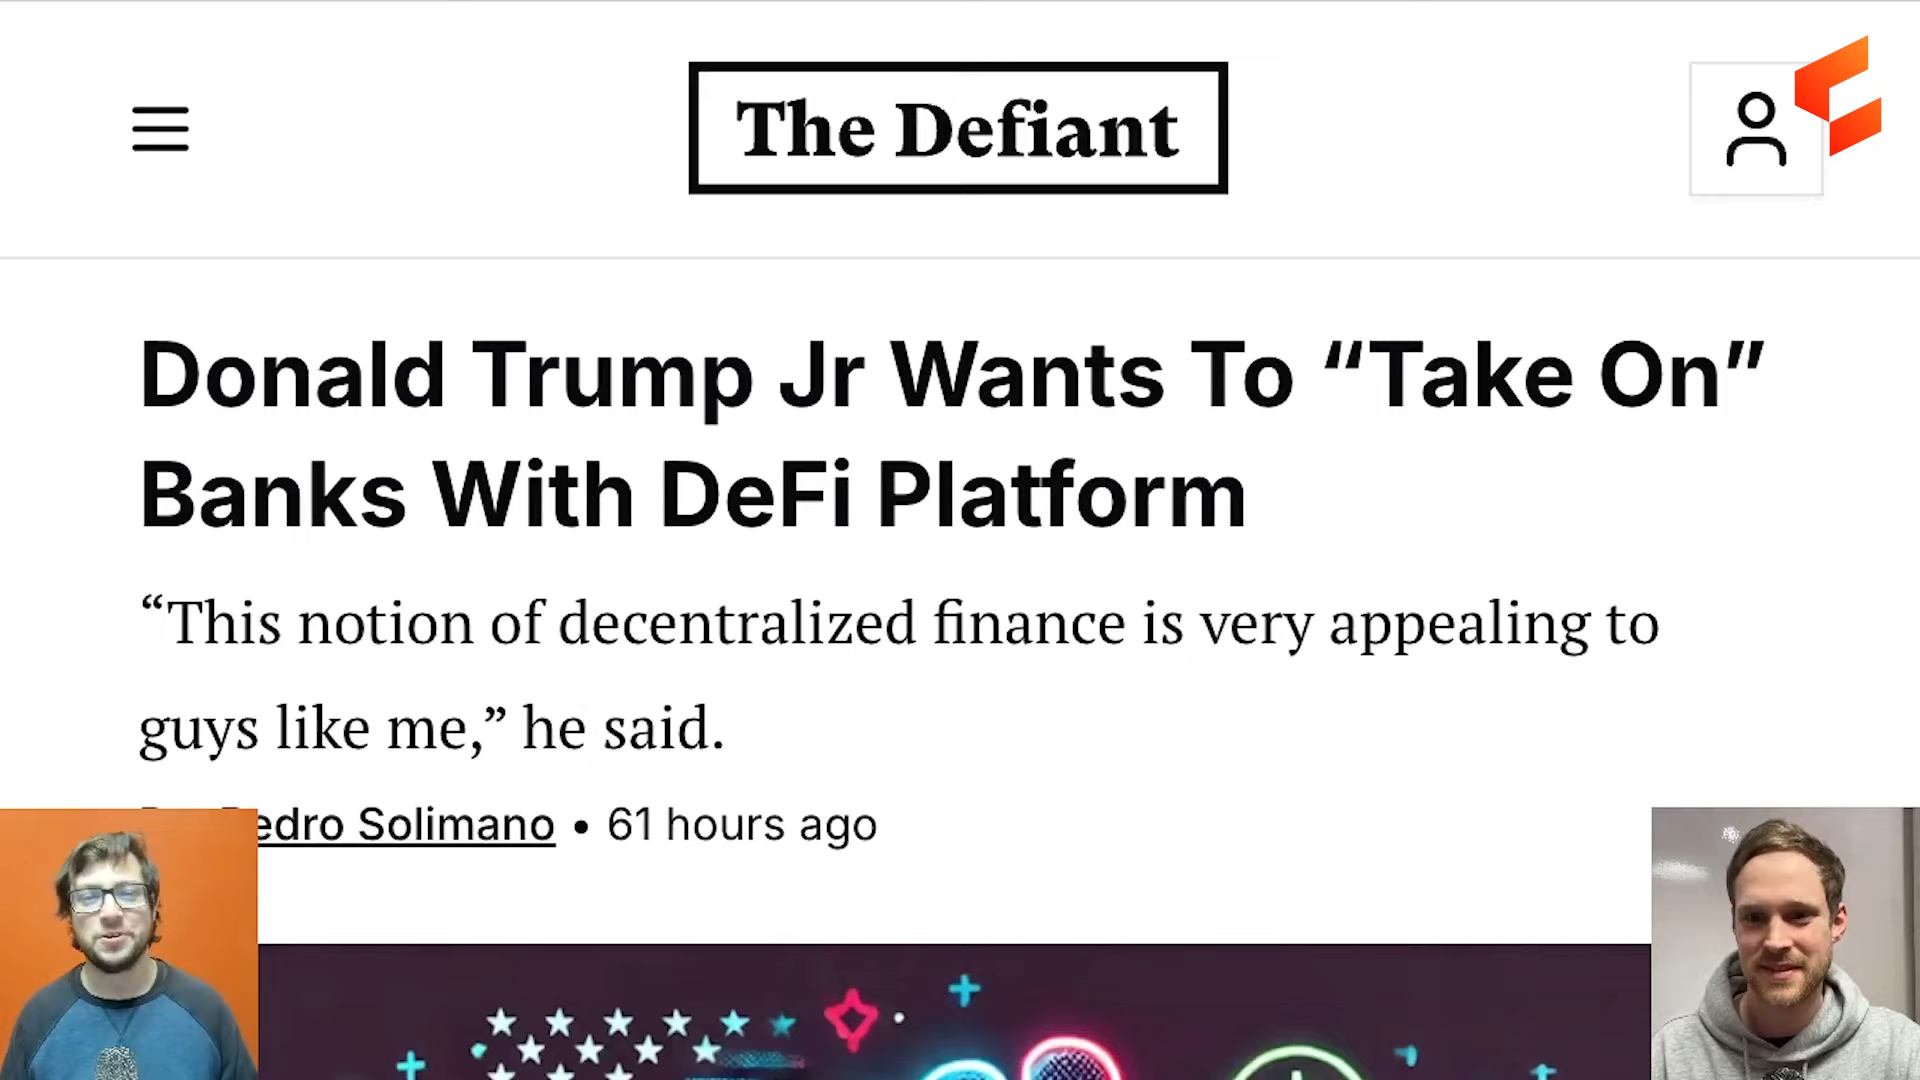 The Defiant
Donald Trump Jr Wants To “Take On”
Banks With DeFi Platform
“This notion of decentralized finance is very appealing to
guys like me,” he said.
edro Solimano • 61 hours ago